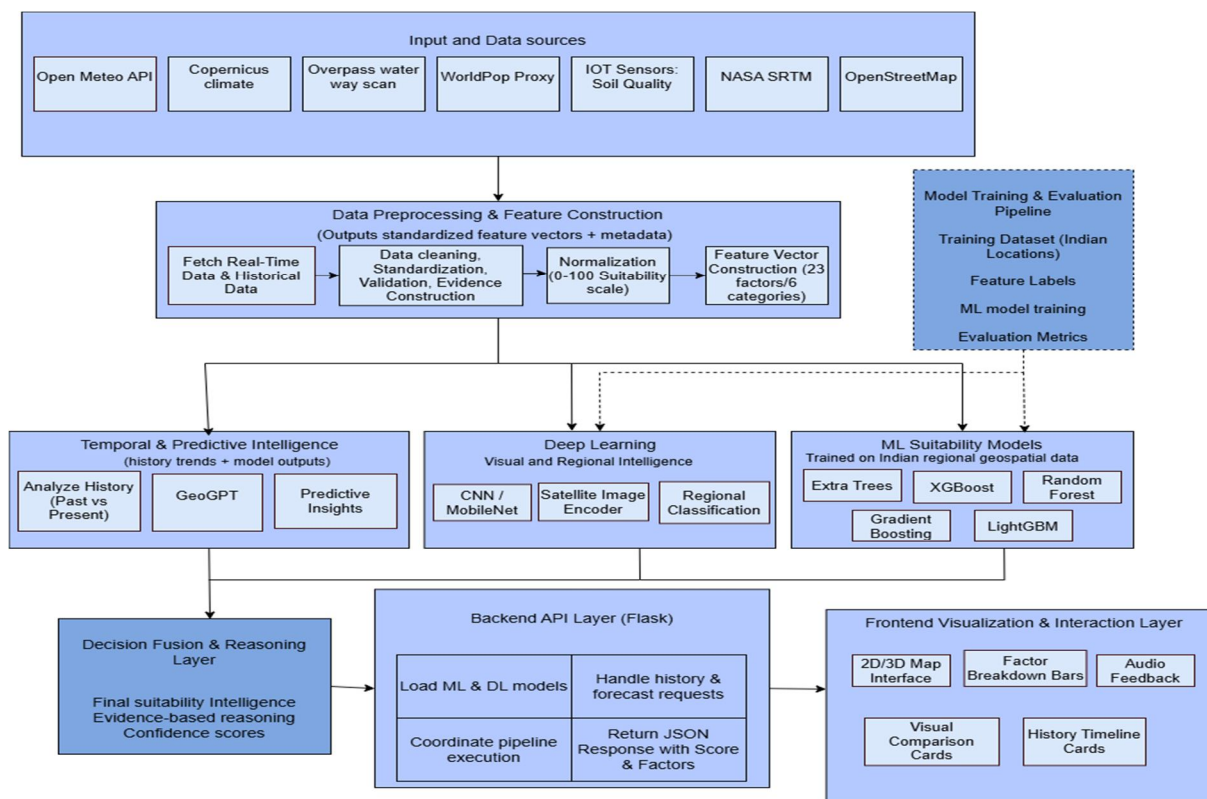 Input and Data sources
Open Meteo API
Copernicus
climate
Overpass water
way scan
WorldPop Proxy
IOT Sensors:
Soil Quality
NASA SRTM
OpenStreetMap
Data Preprocessing & Feature Construction
(Outputs standardized feature vectors + metadata)
Fetch Real-Time
Data & Historical
Data
Data cleaning,
Standardization,
Validation, Evidence
Construction
Normalization
(0-100 Suitability
scale)
Feature Vector
Construction (23
factors/6
categories)
Model Training & Evaluation
Pipeline
Training Dataset (Indian
Locations)
Feature Labels
ML model training
Evaluation Metrics
Temporal & Predictive Intelligence
(history trends + model outputs)
Analyze History
(Past vs
Present)
GeoGPT
Predictive
Insights
Deep Learning
Visual and Regional Intelligence
CNN /
MobileNet
Satellite Image
Encoder
Regional
Classification
ML Suitability Models
Trained on Indian regional geospatial data
Extra Trees
XGBoost
Random
Forest
Gradient
Boosting
LightGBM
Decision Fusion & Reasoning
Layer
Final suitability Intelligence
Evidence-based reasoning
Confidence scores
Backend API Layer (Flask)
Load ML & DL models
Handle history &
forecast requests
Coordinate pipeline
execution
Return JSON
Response with Score
& Factors
Frontend Visualization & Interaction Layer
2D/3D Map
Interface
Factor
Breakdown Bars
Audio
Feedback
Visual
Comparison
Cards
History Timeline
Cards